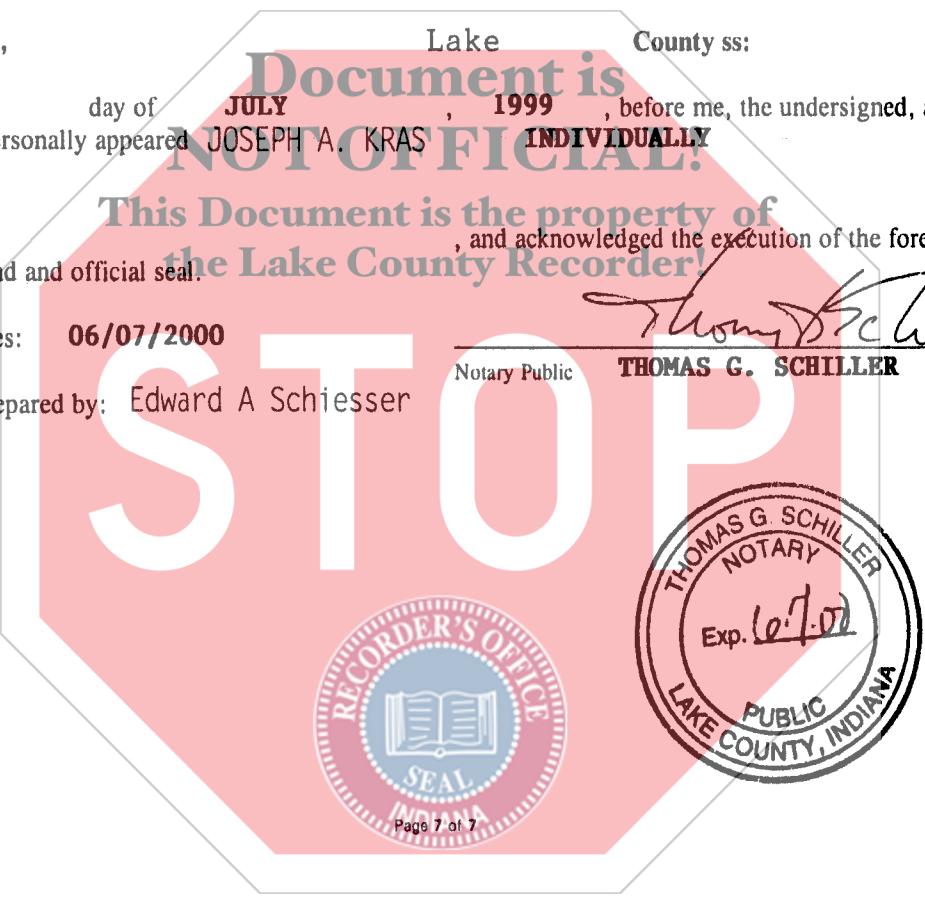 , Lake County ss:
Document is
day of JULY , 1999 , before me, the undersigned, a
ersonally appeared JOSEPH A. KRAS INDIVIDUALLY
NOT OFFICIAL!
This Document is the property of
, and acknowledged the execution of the fore
the Lake County Recorder!
nd and official seal.
es: 06/07/2000
Notary Public THOMAS G. SCHILLER
epared by: Edward A Schiesser
STOP
THOMAS G. SCHILLER
NOTARY
Exp. 6.7.00
PUBLIC
LAKE COUNTY, INDIANA
RECORDER'S OFFICE
SEAL
INDIANA
Page 7 of 7